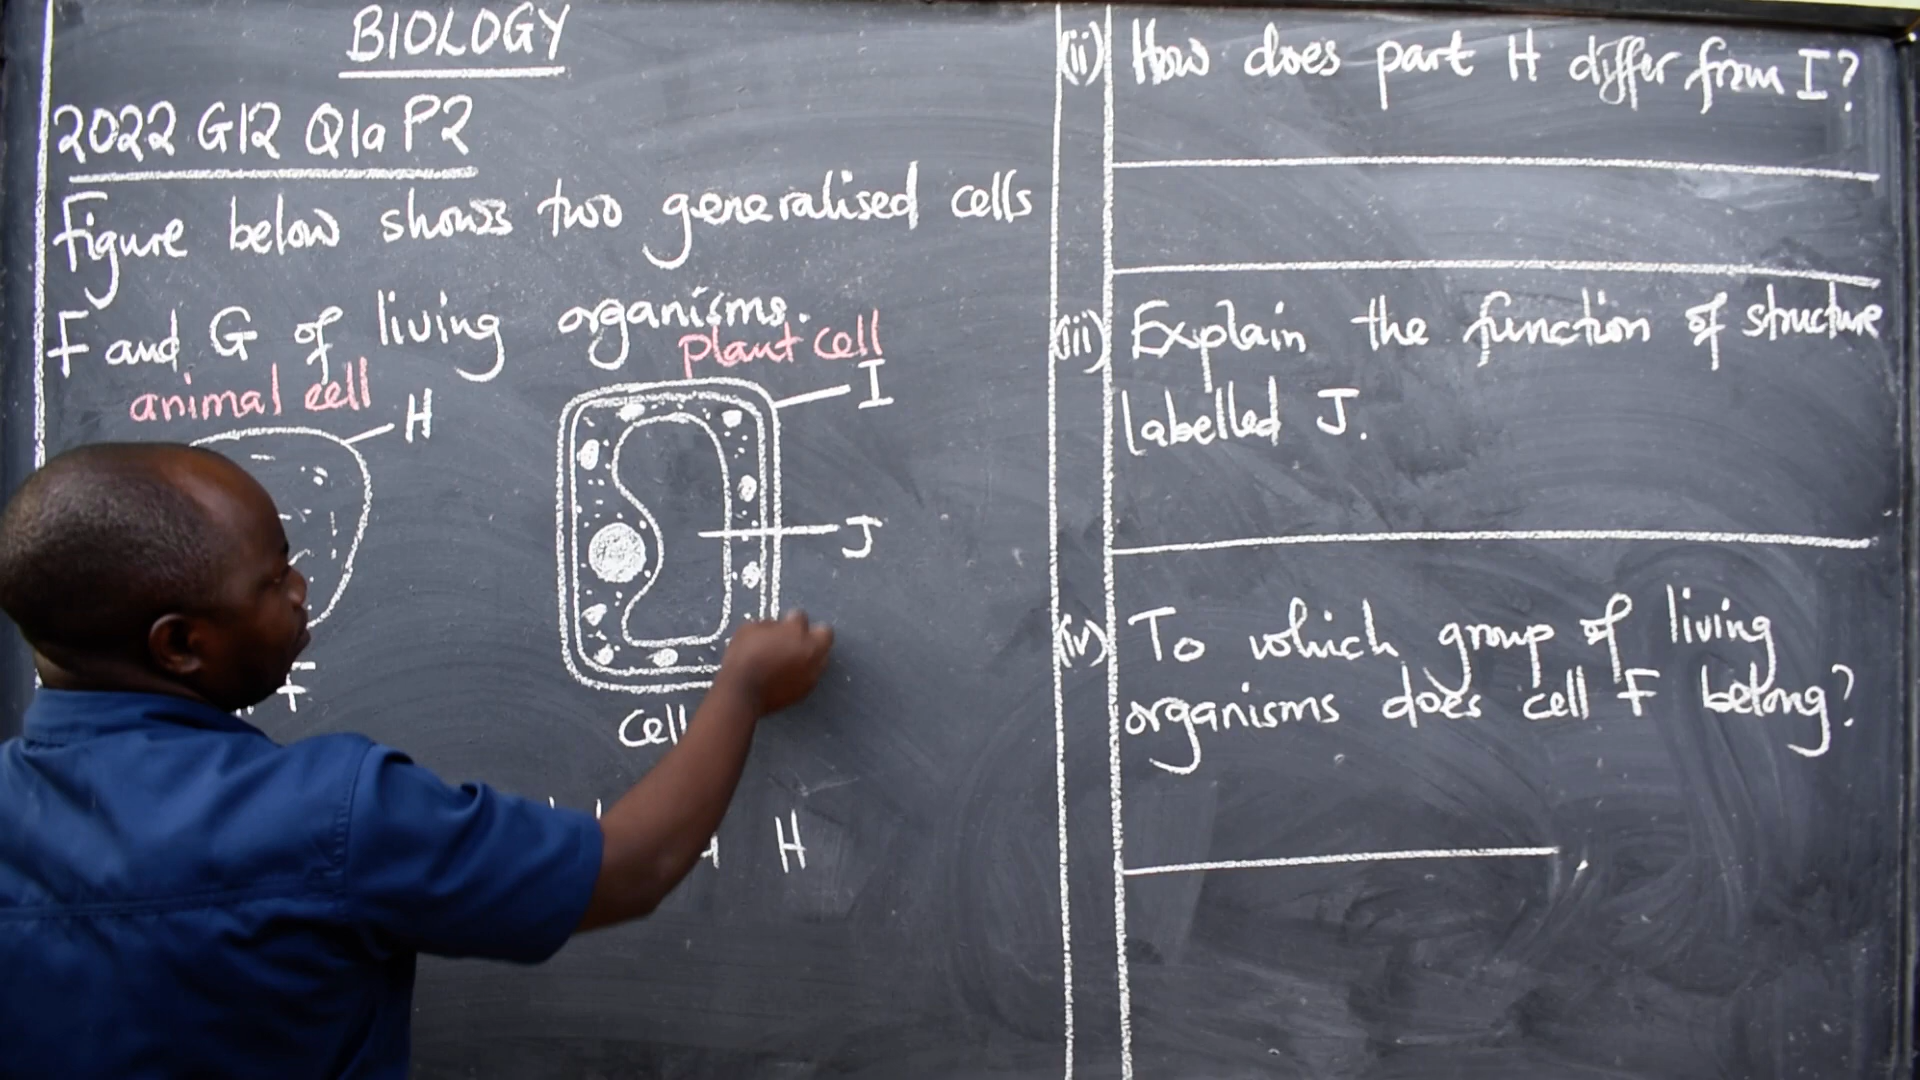 BIOLOGY
2022 G12 Q1a P2
Figure below shows two generalised cells
F and G of living organisms.
animal cell
plant cell
H
I
J
F
Cell
H
(ii) How does part H differ from I?
(iii) Explain the function of structure
labelled J.
(iv) To which group of living
organisms does cell F belong?